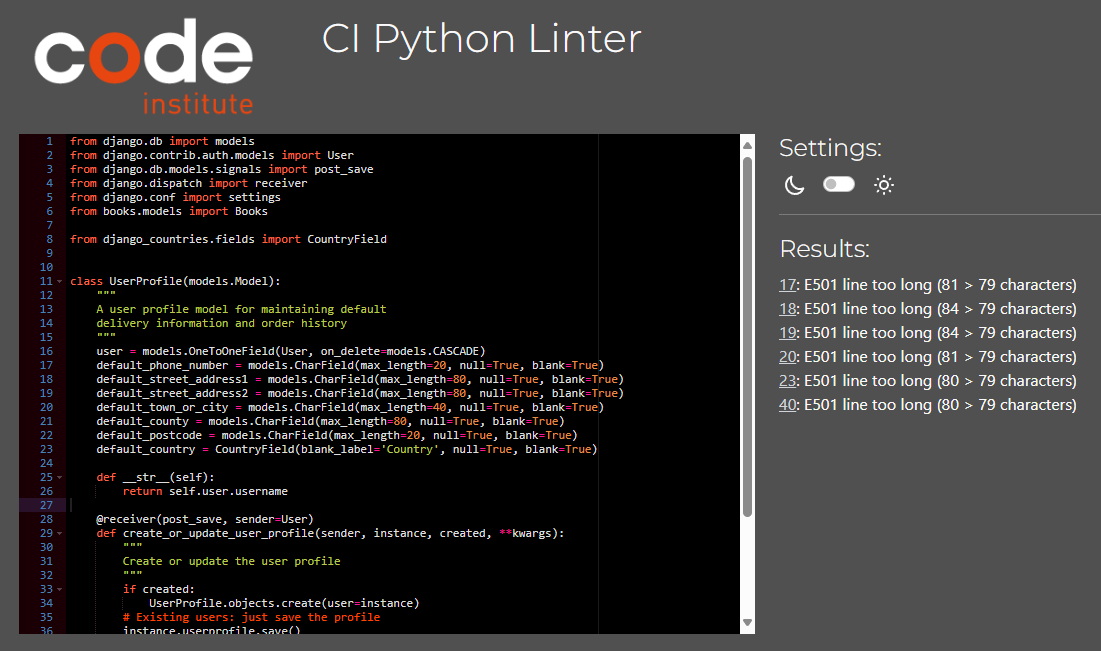 code
institute
CI Python Linter
1 from django.db import models
2 from django.contrib.auth.models import User
3 from django.db.models.signals import post_save
4 from django.dispatch import receiver
5 from django.conf import settings
6 from books.models import Books
7
8 from django_countries.fields import CountryField
9
10
11 class UserProfile(models.Model):
12     """
13     A user profile model for maintaining default
14     delivery information and order history
15     """
16     user = models.OneToOneField(User, on_delete=models.CASCADE)
17     default_phone_number = models.CharField(max_length=20, null=True, blank=True)
18     default_street_address1 = models.CharField(max_length=80, null=True, blank=True)
19     default_street_address2 = models.CharField(max_length=80, null=True, blank=True)
20     default_town_or_city = models.CharField(max_length=40, null=True, blank=True)
21     default_county = models.CharField(max_length=80, null=True, blank=True)
22     default_postcode = models.CharField(max_length=20, null=True, blank=True)
23     default_country = CountryField(blank_label='Country', null=True, blank=True)
24
25     def __str__(self):
26         return self.user.username
27
28     @receiver(post_save, sender=User)
29     def create_or_update_user_profile(sender, instance, created, **kwargs):
30         """
31         Create or update the user profile
32         """
33         if created:
34             UserProfile.objects.create(user=instance)
35         # Existing users: just save the profile
36         instance.userprofile.save()
Settings:
Results:
17: E501 line too long (81 > 79 characters)
18: E501 line too long (84 > 79 characters)
19: E501 line too long (84 > 79 characters)
20: E501 line too long (81 > 79 characters)
23: E501 line too long (80 > 79 characters)
40: E501 line too long (80 > 79 characters)